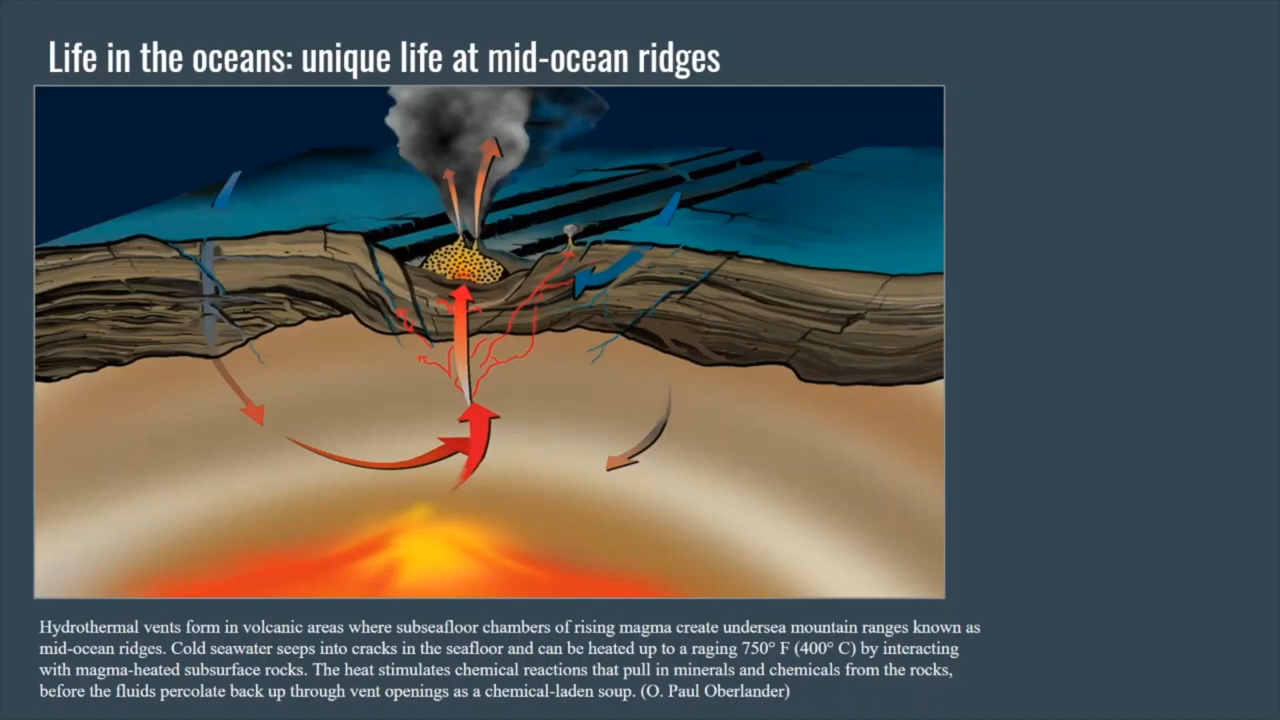 Life in the oceans: unique life at mid-ocean ridges
Hydrothermal vents form in volcanic areas where subseafloor chambers of rising magma create undersea mountain ranges known as
mid-ocean ridges. Cold seawater seeps into cracks in the seafloor and can be heated up to a raging 750° F (400° C) by interacting
with magma-heated subsurface rocks. The heat stimulates chemical reactions that pull in minerals and chemicals from the rocks,
before the fluids percolate back up through vent openings as a chemical-laden soup. (O. Paul Oberlander)